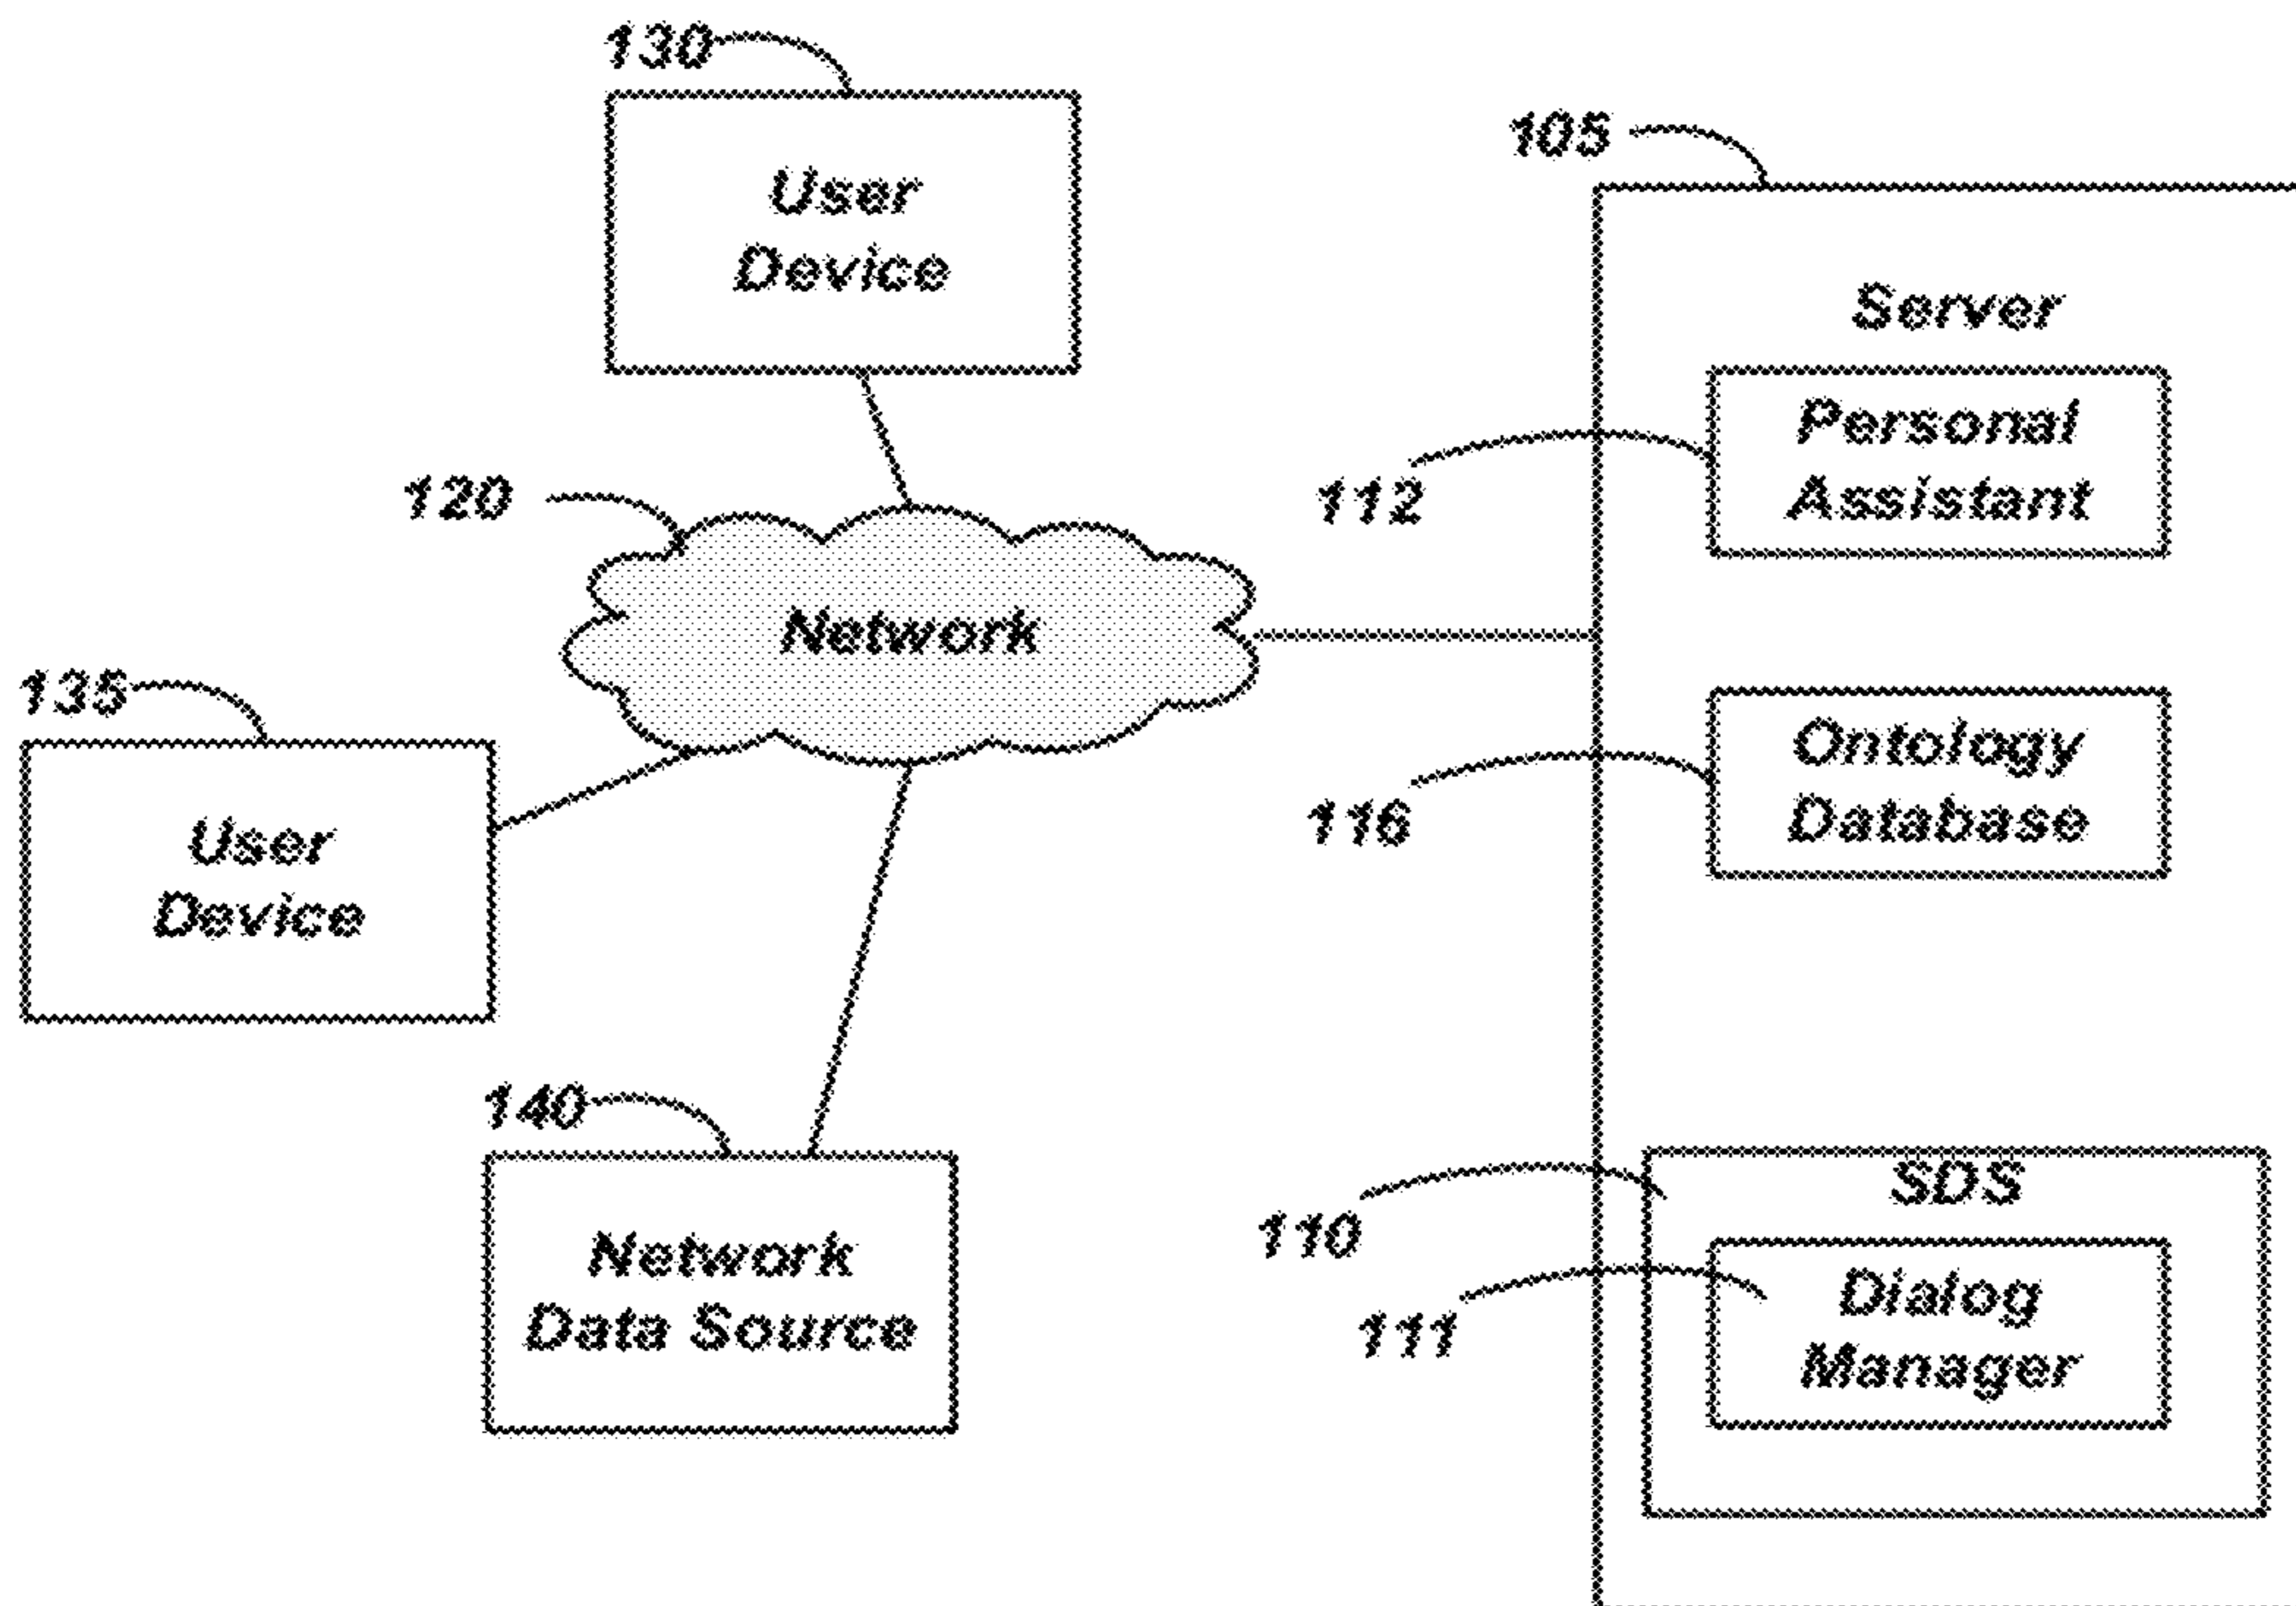 130
User
Device
120
Network
135
User
Device
140
Network
Data Source
105
Server
112
Personal
Assistant
116
Ontology
Database
110
SDS
111
Dialog
Manager